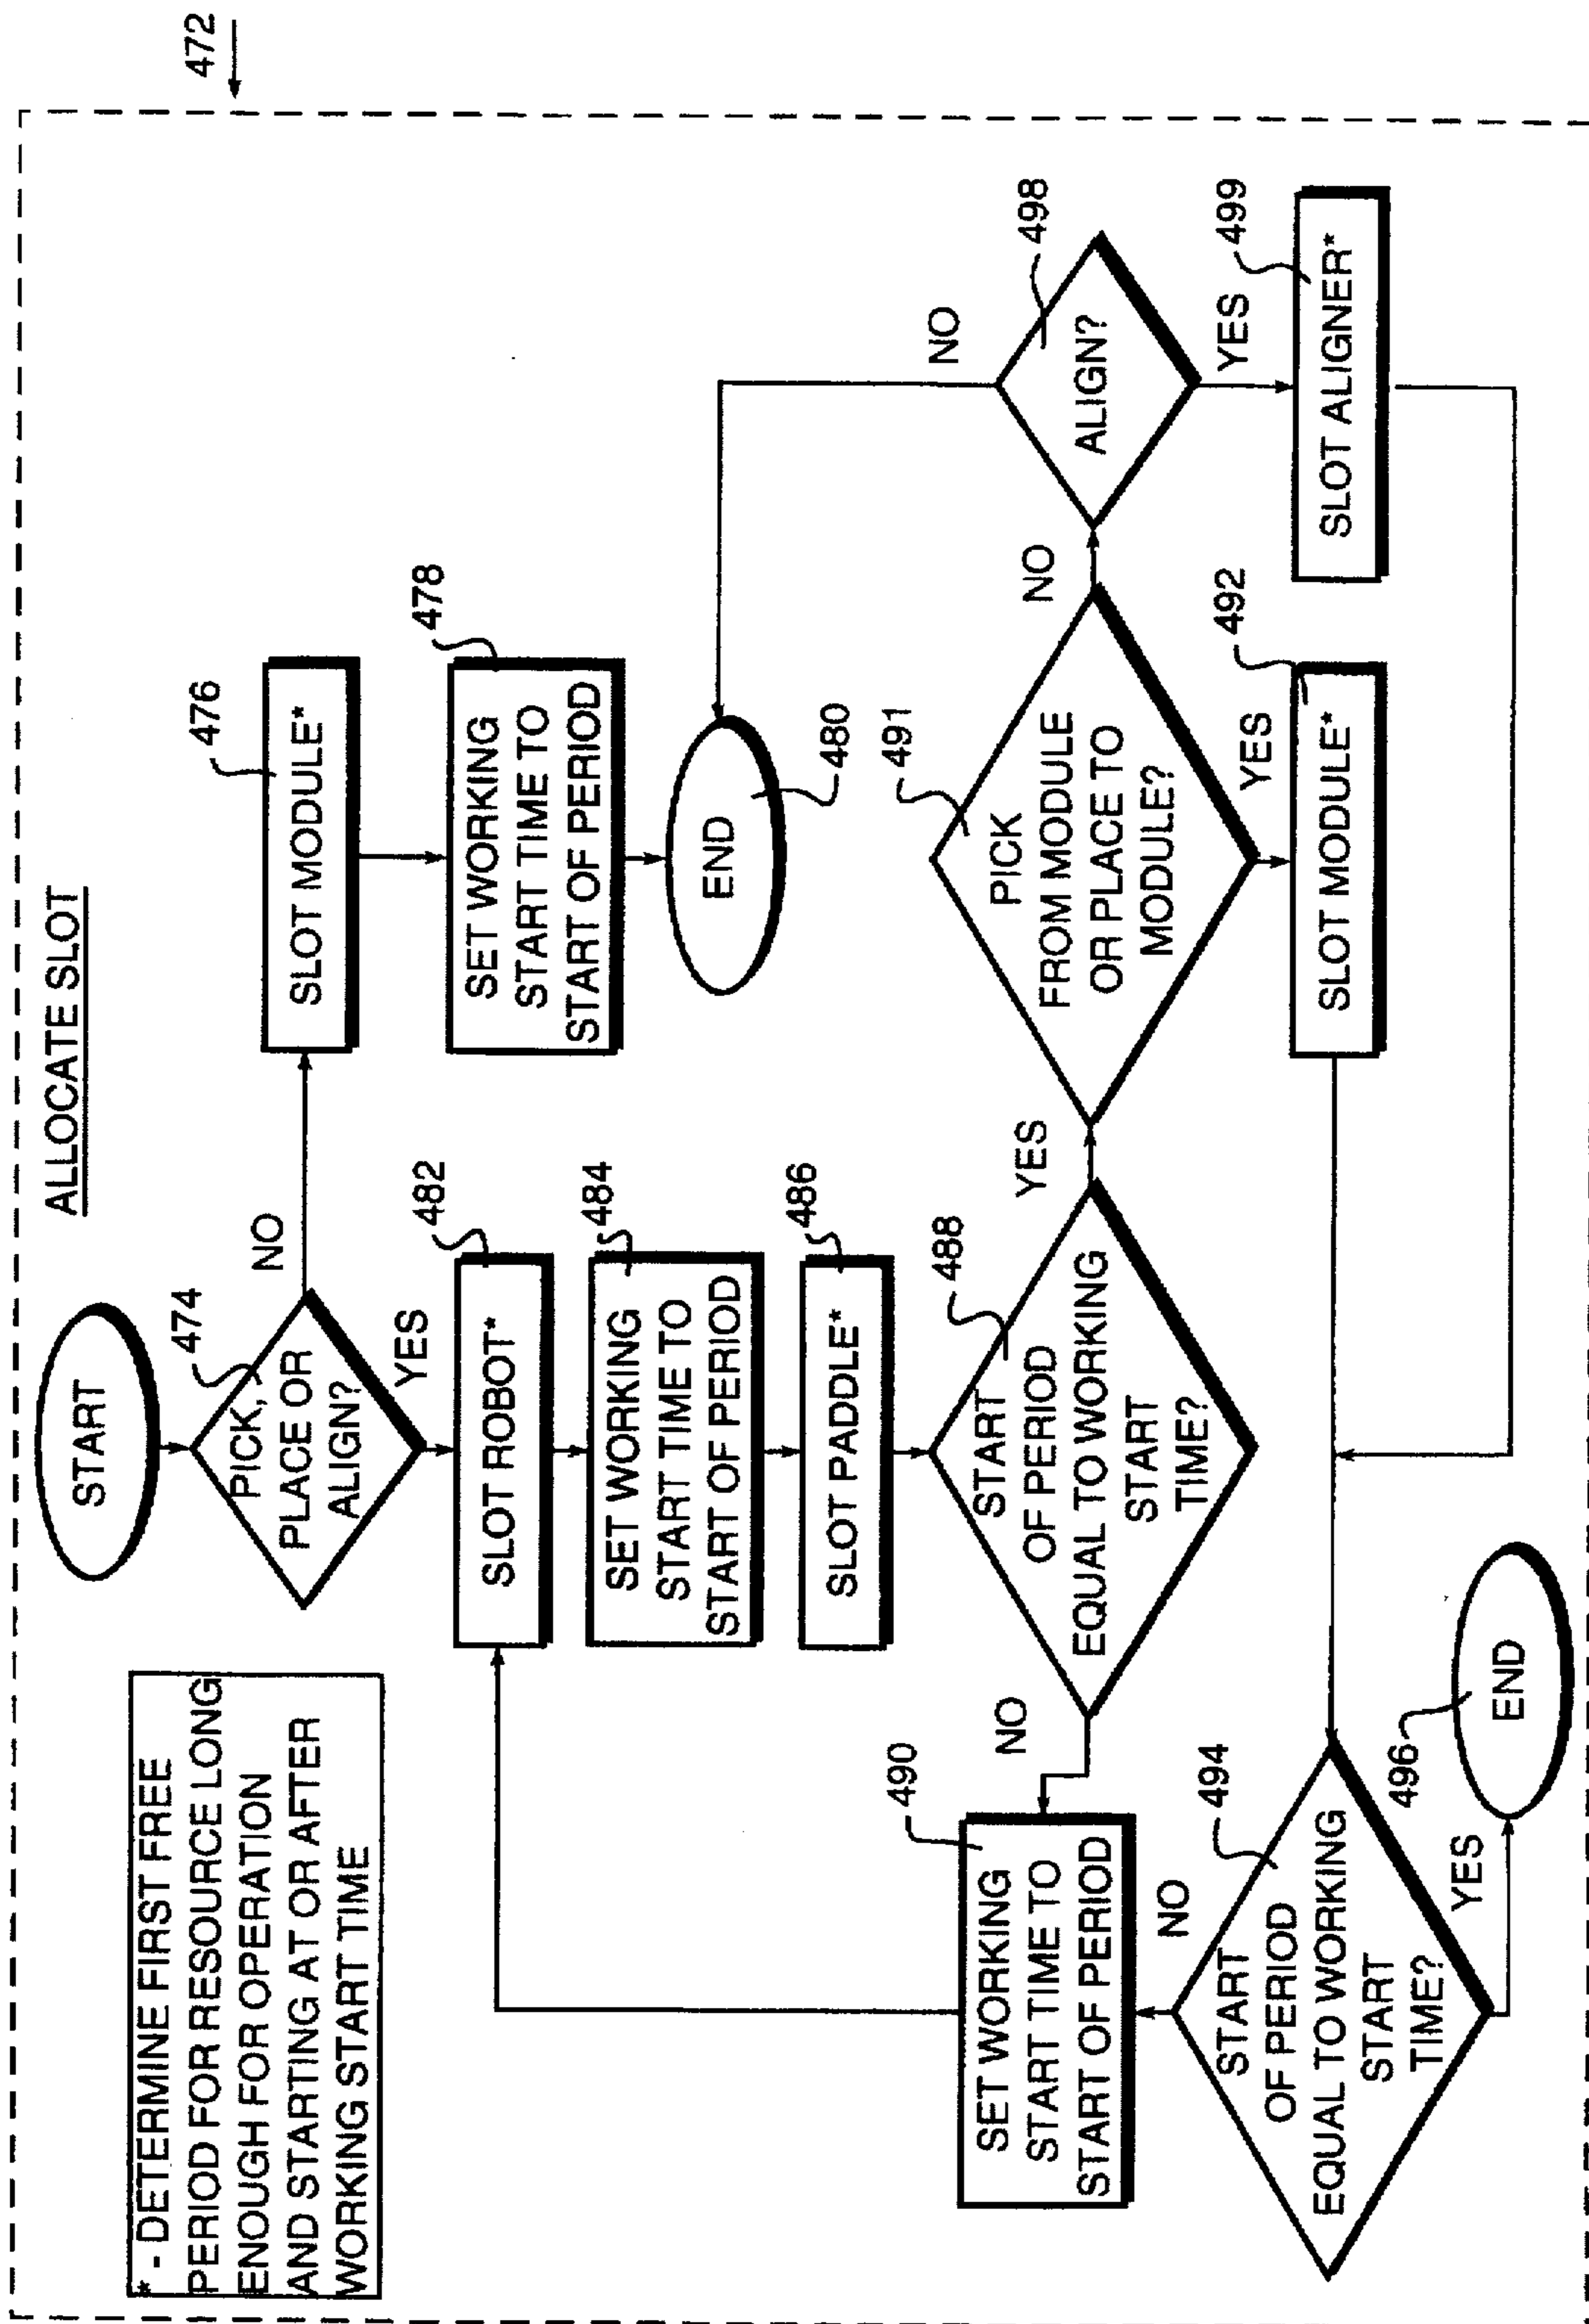 472
ALLOCATE SLOT
* - DETERMINE FIRST FREE
PERIOD FOR RESOURCE LONG
ENOUGH FOR OPERATION
AND STARTING AT OR AFTER
WORKING START TIME
START
474
PICK,
PLACE OR
ALIGN?
NO
YES
476
SLOT MODULE*
478
SET WORKING
START TIME TO
START OF PERIOD
END
480
482
SLOT ROBOT*
484
SET WORKING
START TIME TO
START OF PERIOD
486
SLOT PADDLE*
488
START
OF PERIOD
EQUAL TO WORKING
START
TIME?
NO
YES
490
SET WORKING
START TIME TO
START OF PERIOD
491
PICK
FROM MODULE
OR PLACE TO
MODULE?
NO
YES
492
SLOT MODULE*
498
ALIGN?
NO
YES
499
SLOT ALIGNER*
494
START
OF PERIOD
EQUAL TO WORKING
START
TIME?
NO
YES
496
END